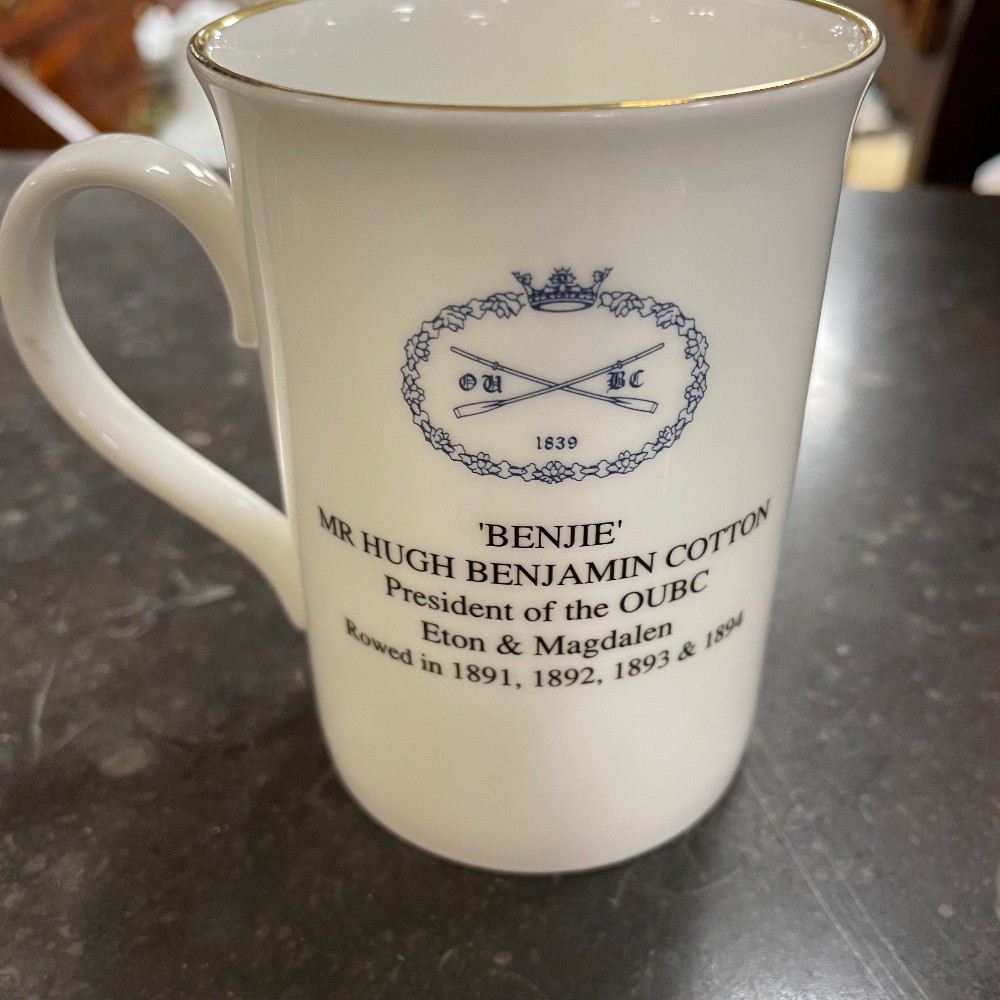 OU BC
1839
'BENJIE'
MR HUGH BENJAMIN COTTON
President of the OUBC
Eton & Magdalen
Rowed in 1891, 1892, 1893 & 1894